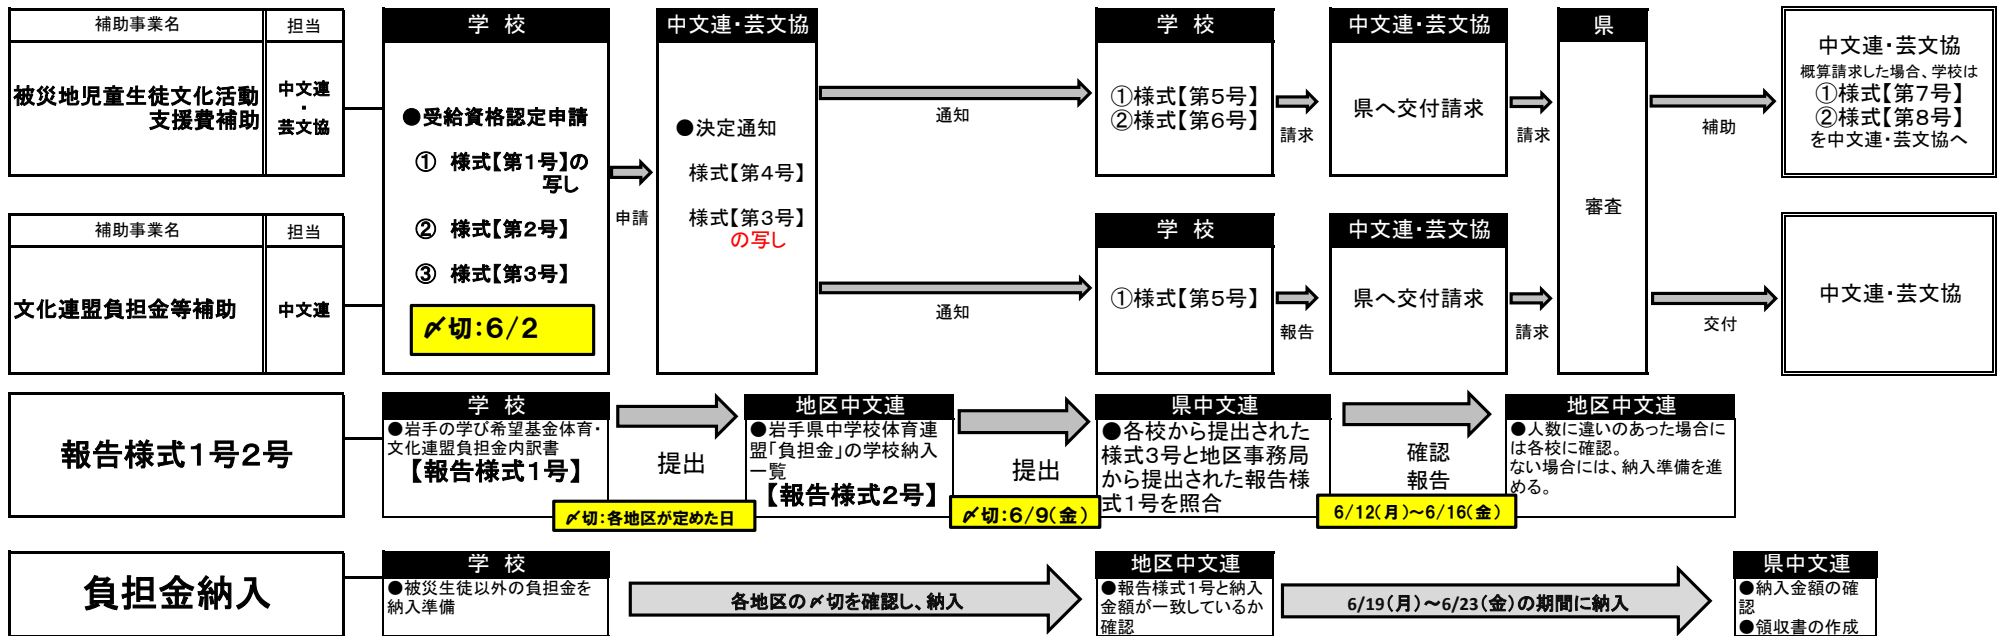 補助事業名
担当
被災地児童生徒文化活動
支援費補助
中文連
・
芸文協
補助事業名
担当
文化連盟負担金等補助
中文連
学 校
●受給資格認定申請
① 様式【第1号】の
写し
② 様式【第2号】
③ 様式【第3号】
〆切:6/2
申請
中文連・芸文協
●決定通知
様式【第4号】
様式【第3号】
の写し
通知
通知
学 校
①様式【第5号】
②様式【第6号】
請求
中文連・芸文協
県へ交付請求
請求
学 校
①様式【第5号】
報告
中文連・芸文協
県へ交付請求
請求
県
審査
補助
交付
中文連・芸文協
概算請求した場合、学校は
①様式【第7号】
②様式【第8号】
を中文連・芸文協へ
中文連・芸文協
報告様式1号2号
学 校
●岩手の学び希望基金体育・
文化連盟負担金内訳書
【報告様式1号】
提出
〆切:各地区が定めた日
地区中文連
●岩手県中学校体育連
盟「負担金」の学校納入
一覧
【報告様式2号】
提出
〆切:6/9(金)
県中文連
●各校から提出された
様式3号と地区事務局
から提出された報告様
式1号を照合
確認
報告
6/12(月)～6/16(金)
地区中文連
●人数に違いのあった場合に
は各校に確認。
ない場合には、納入準備を進
める。
負担金納入
学 校
●被災生徒以外の負担金を
納入準備
各地区の〆切を確認し、納入
地区中文連
●報告様式1号と納入
金額が一致しているか
確認
6/19(月)～6/23(金)の期間に納入
県中文連
●納入金額の確
認
●領収書の作成